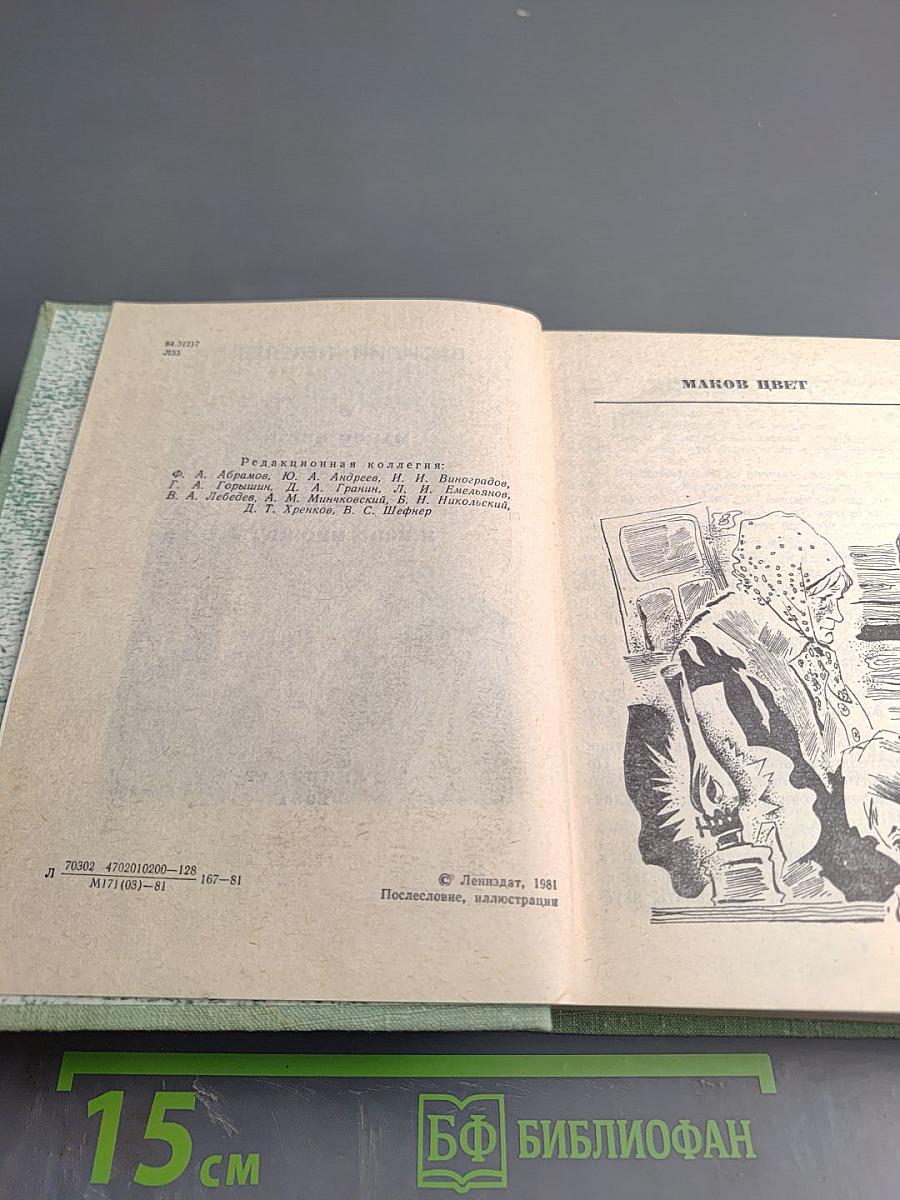 84.3(2)7
Л33
Редакционная коллегия:
Ф. А. Абрамов, Ю. А. Андреев, И. И. Виноградов,
Г. А. Горышин, Д. А. Гранин, Л. И. Емельянов,
В. А. Лебедев, А. М. Минчковский, Б. Н. Никольский,
Д. Т. Хренков, В. С. Шефнер
Л 70302 4702010200—128
М171(03)—81
167—81
© Лениздат, 1981
Послесловие, иллюстрации
МАКОВ ЦВЕТ
15 см
БФ БИБЛИОФАН